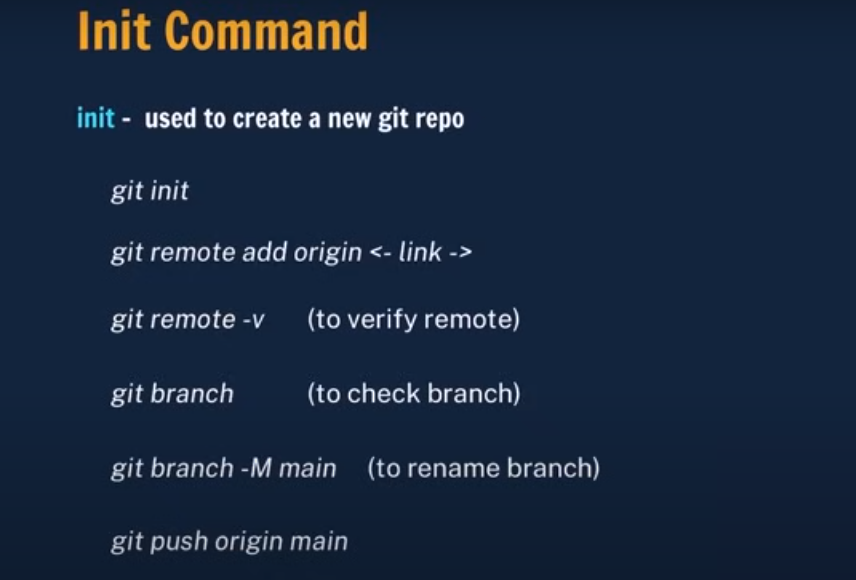 Init Command
init - used to create a new git repo
git init
git remote add origin <- link ->
git remote -v (to verify remote)
git branch (to check branch)
git branch -M main (to rename branch)
git push origin main